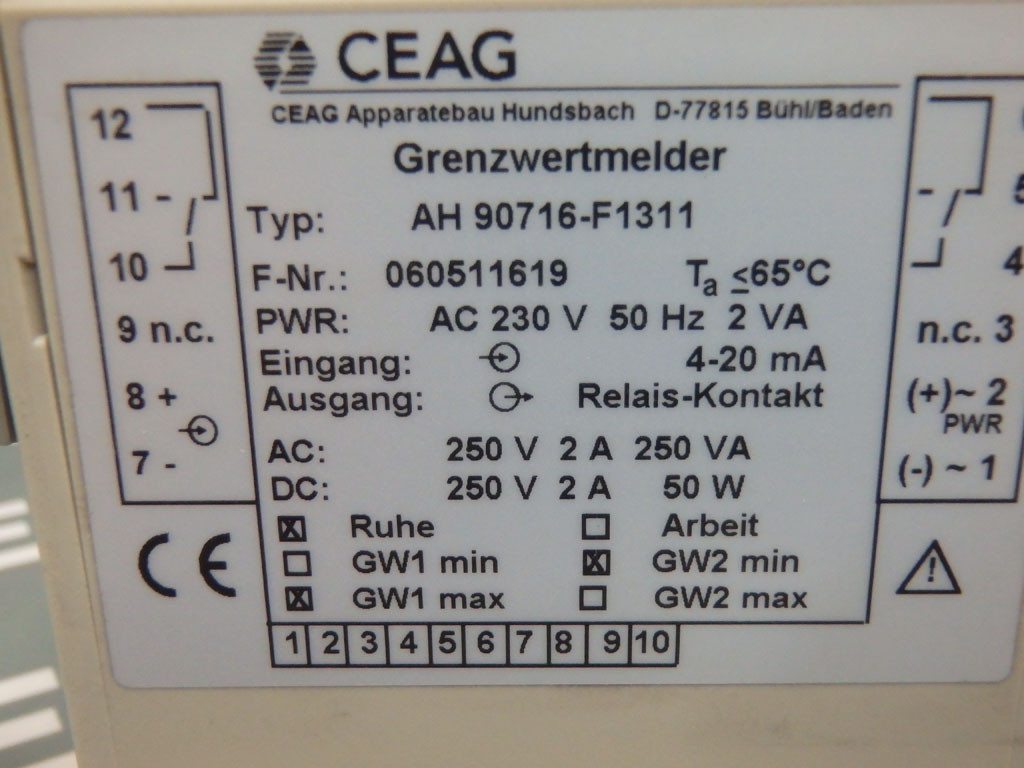 CEAG
CEAG Apparatebau Hundsbach D-77815 Bühl/Baden
Grenzwertmelder
Typ: AH 90716-F1311
F-Nr.: 060511619 Ta ≤65°C
PWR: AC 230 V 50 Hz 2 VA
Eingang: 4-20 mA
Ausgang: Relais-Kontakt
AC: 250 V 2 A 250 VA
DC: 250 V 2 A 50 W
☒ Ruhe ☐ Arbeit
☐ GW1 min ☒ GW2 min
☒ GW1 max ☐ GW2 max
1 2 3 4 5 6 7 8 9 10
12
11
10
9 n.c.
8 +
7 -
CE
5
4
n.c. 3
(+)~ 2
PWR
(-) ~ 1
!